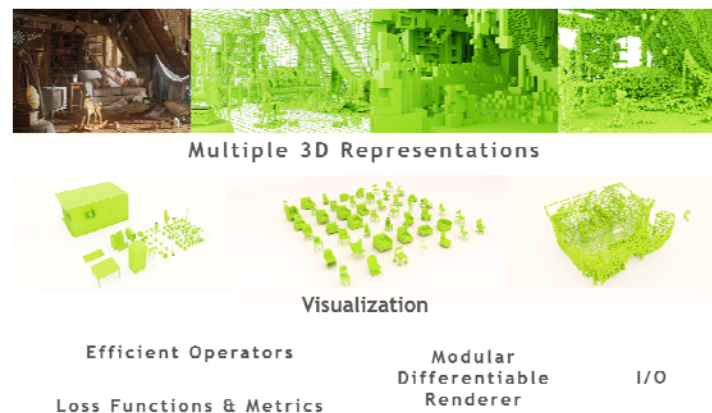 Multiple 3D Representations
Visualization
Efficient Operators
Modular
Differentiable
Renderer
I/O
Loss Functions & Metrics